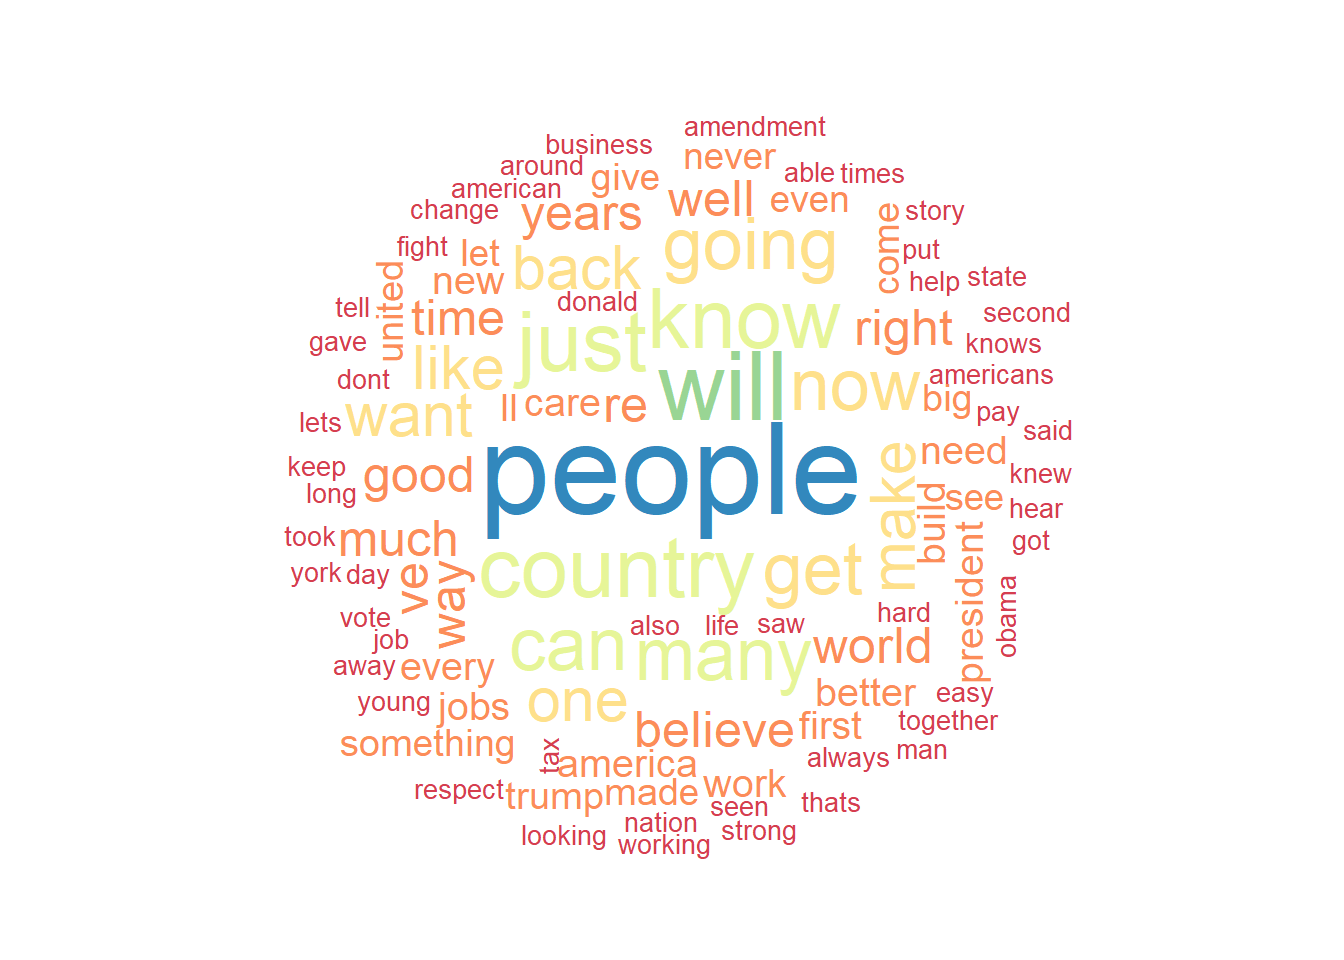 amendment
business
never
around
able
times
give
american
well
even
change
years
story
come
going
fight
let
back
put
new
help
state
united
donald
tell
time
know
second
just
right
gave
knows
like
will
now
americans
dont
big
ll
care
re
want
pay
lets
said
people
need
keep
good
knew
long
make
see
hear
build
took
much
got
york
day
country
get
president
ve
way
obama
hard
vote
also
life
saw
job
can
many
world
away
every
better
easy
young
jobs
one
together
something
believe
first
man
tax
america
always
respect
trump
made
work
thats
seen
looking
nation
strong
working